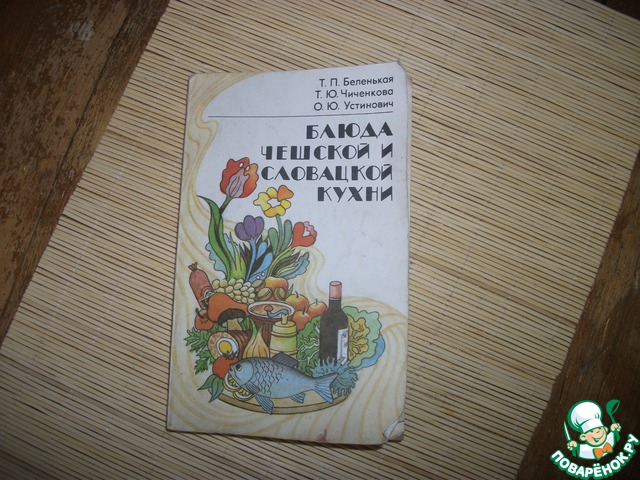 Т. П. Беленькая
Т. Ю. Чиченкова
О. Ю. Устинович
БЛЮДА
ЧЕШСКОЙ И
СЛОВАЦКОЙ
КУХНИ
ПОВАРЁНОК.РУ